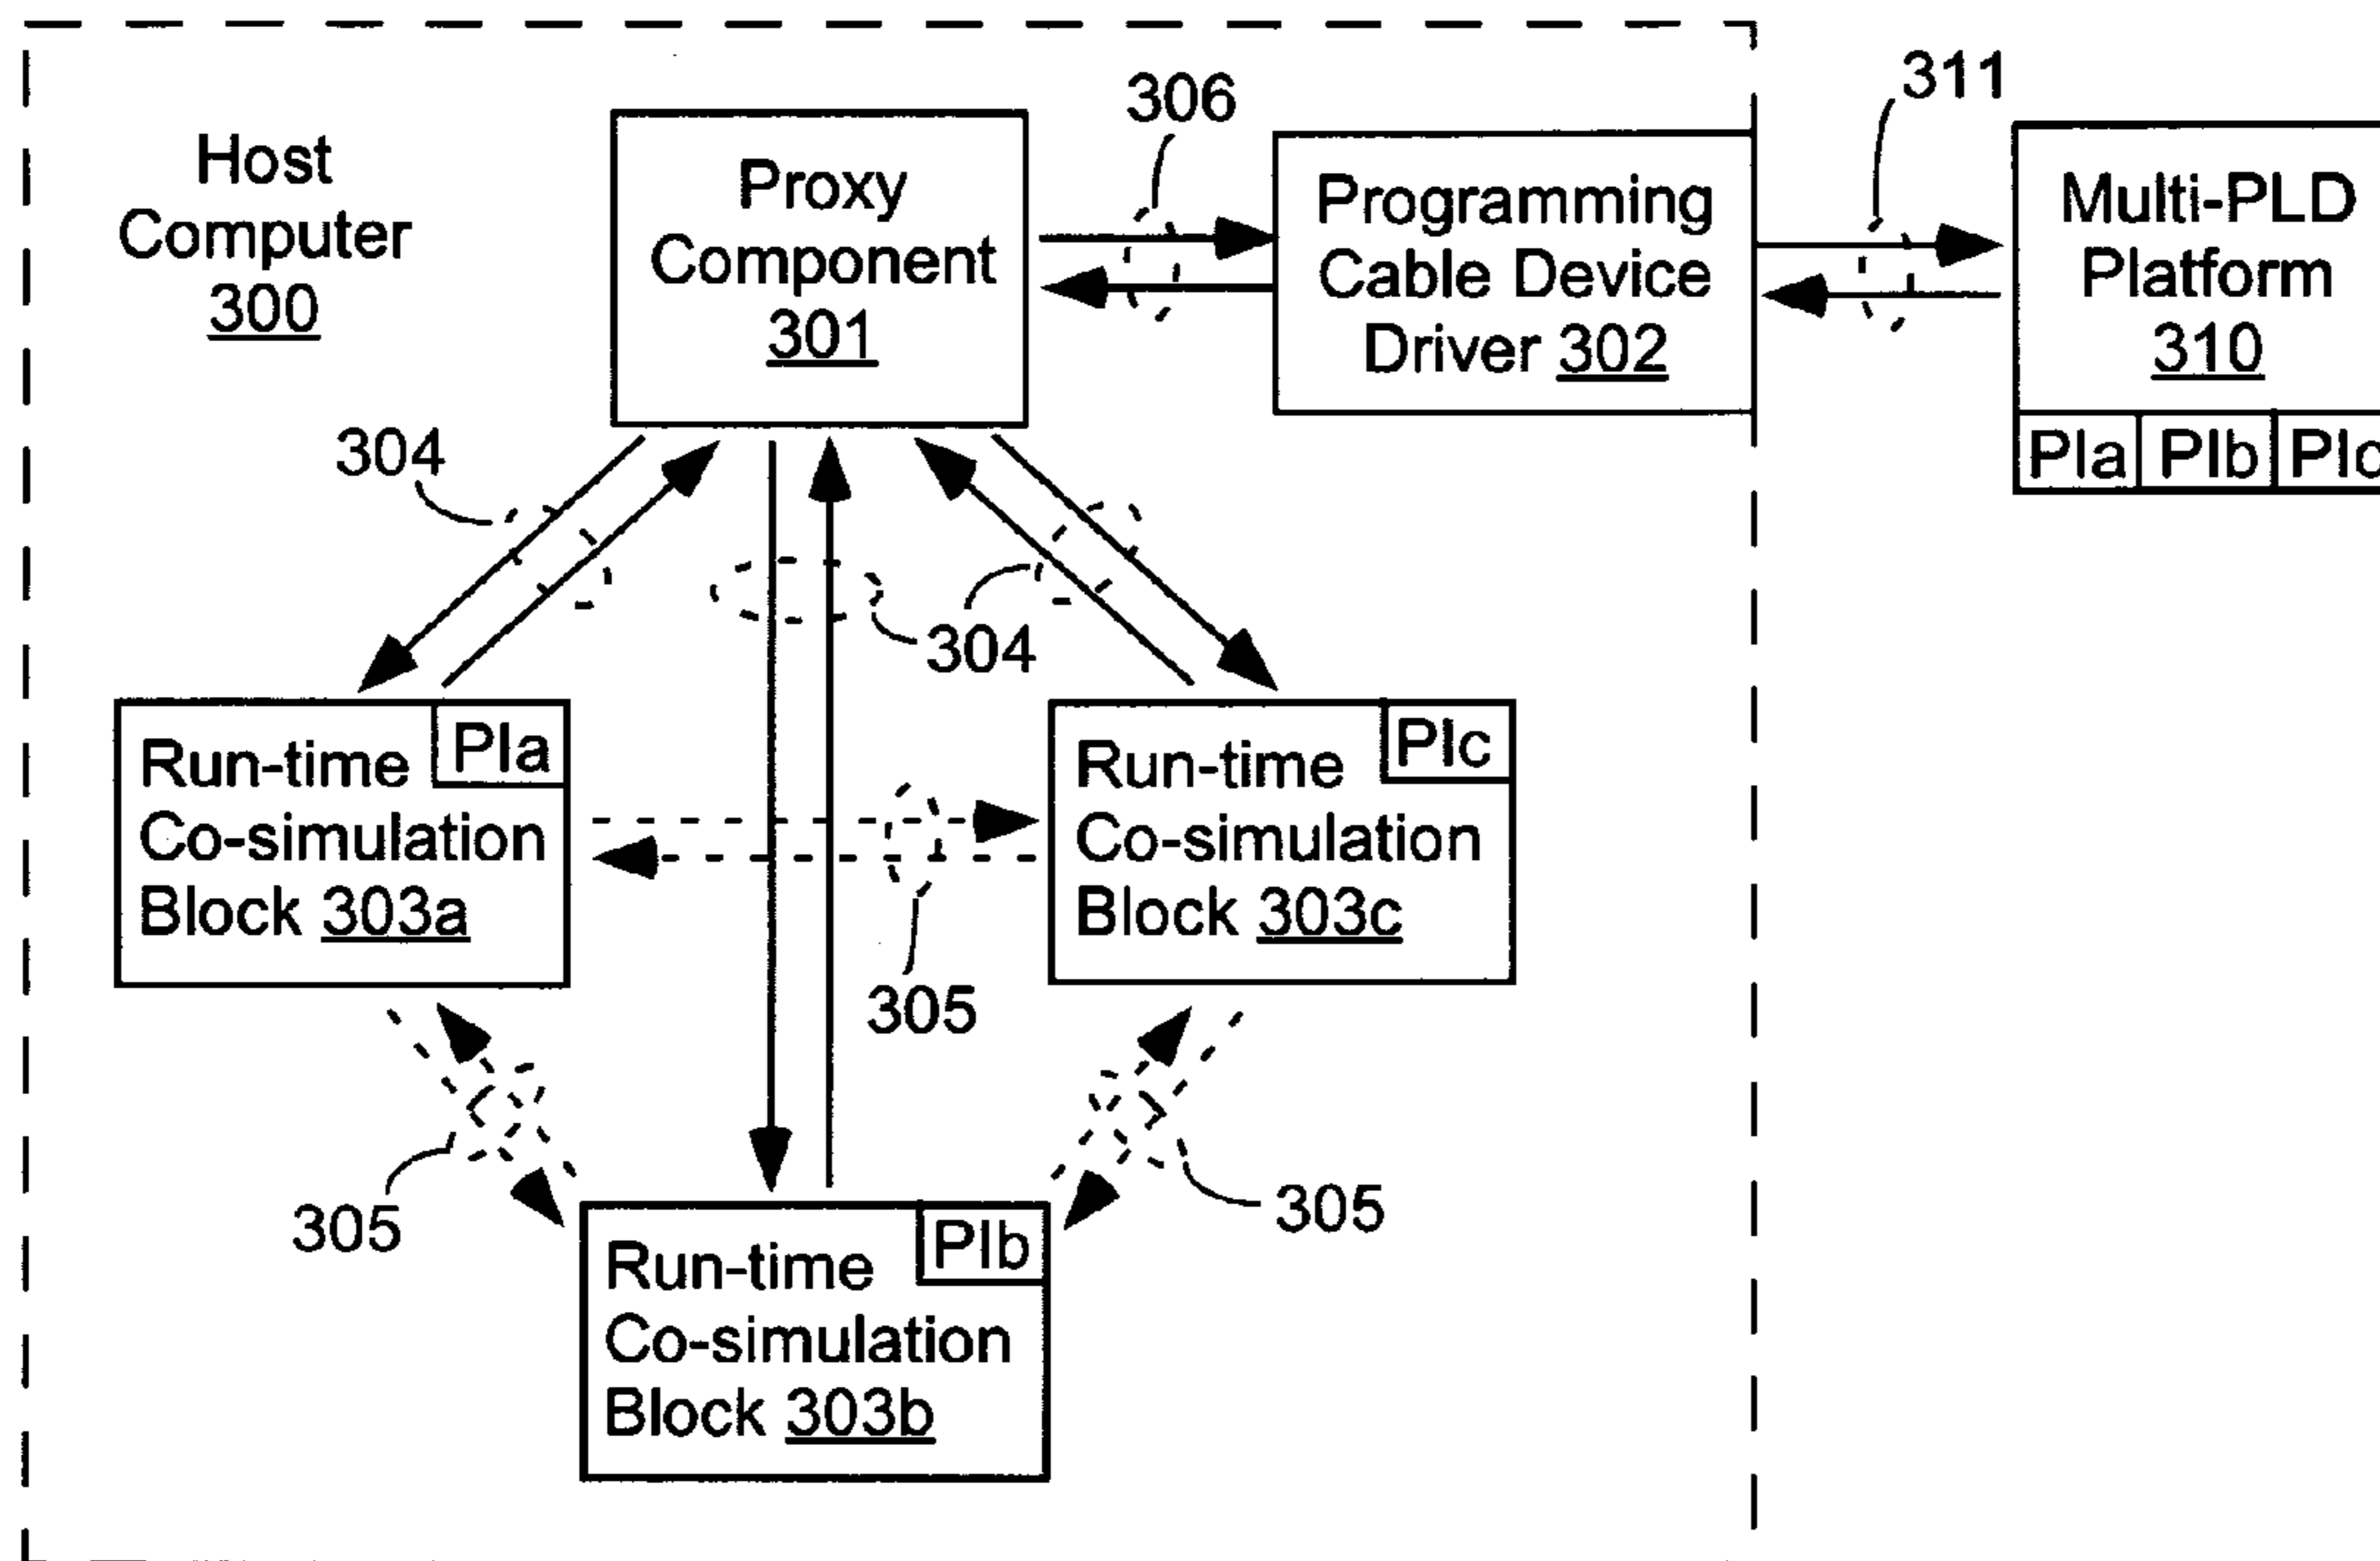 306
311
Host
Computer
300
Proxy
Component
301
Programming
Cable Device
Driver 302
Multi-PLD
Platform
310
PIa
PIb
304
304
Run-time
Co-simulation
Block 303a
PIa
Run-time
Co-simulation
Block 303c
PIc
305
305
305
Run-time
Co-simulation
Block 303b
PIb